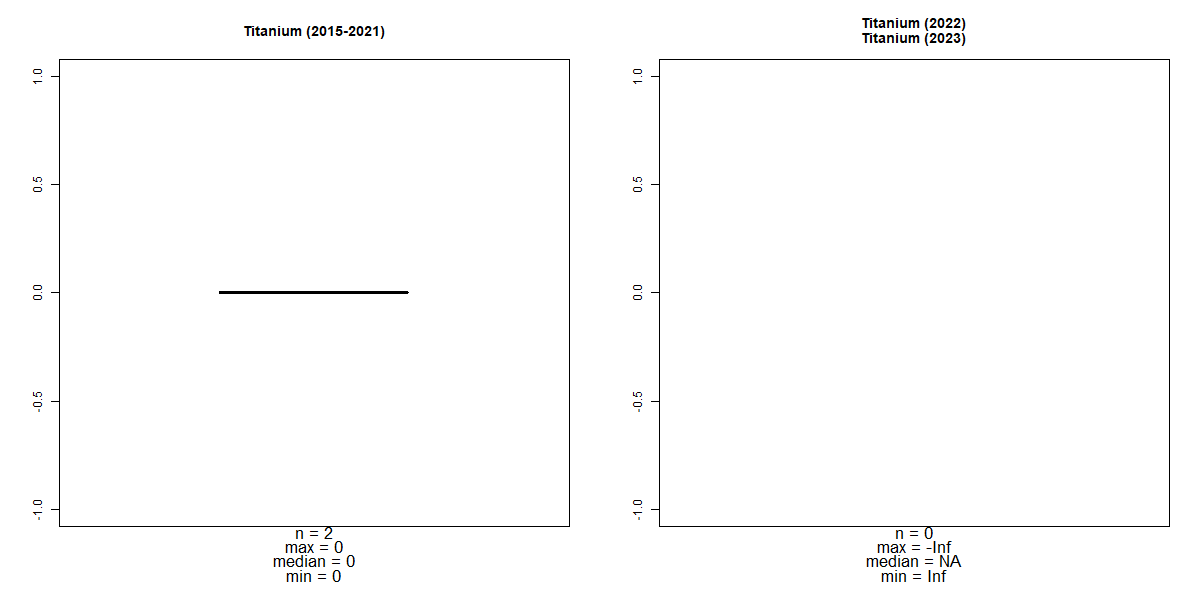 Titanium (2015-2021)
1.0
0.5
0.0
-0.5
-1.0
n = 2
max = 0
median = 0
min = 0
Titanium (2022)
Titanium (2023)
1.0
0.5
0.0
-0.5
-1.0
n = 0
max = -Inf
median = NA
min = Inf